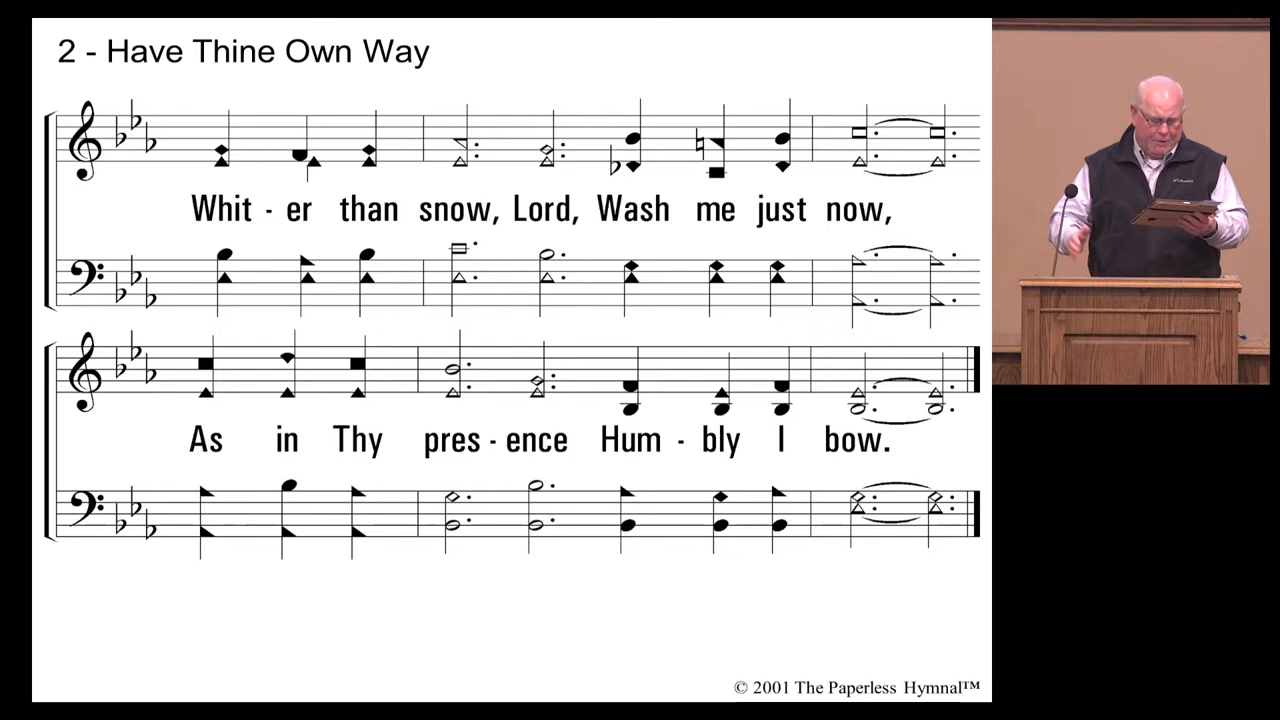 2 - Have Thine Own Way
Whit - er than snow, Lord, Wash me just now,
As in Thy pres - ence Hum - bly I bow.
© 2001 The Paperless Hymnal™